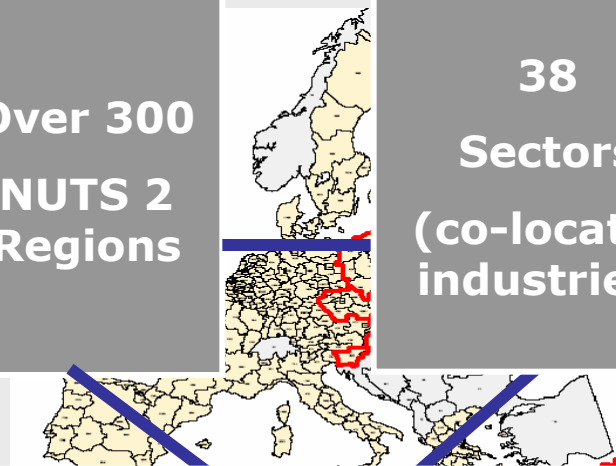 Over 300
NUTS 2
Regions
38
Sectors
(co-locat
industrie